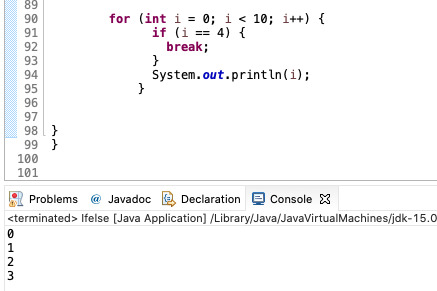 89
90 for (int i = 0; i < 10; i++) {
91 if (i == 4) {
92 break;
93 }
94 System.out.println(i);
95 }
96
97
98 }
99 }
100
101
Problems @ Javadoc Declaration Console
<terminated> Ifelse [Java Application] /Library/Java/JavaVirtualMachines/jdk-15.0
0
1
2
3